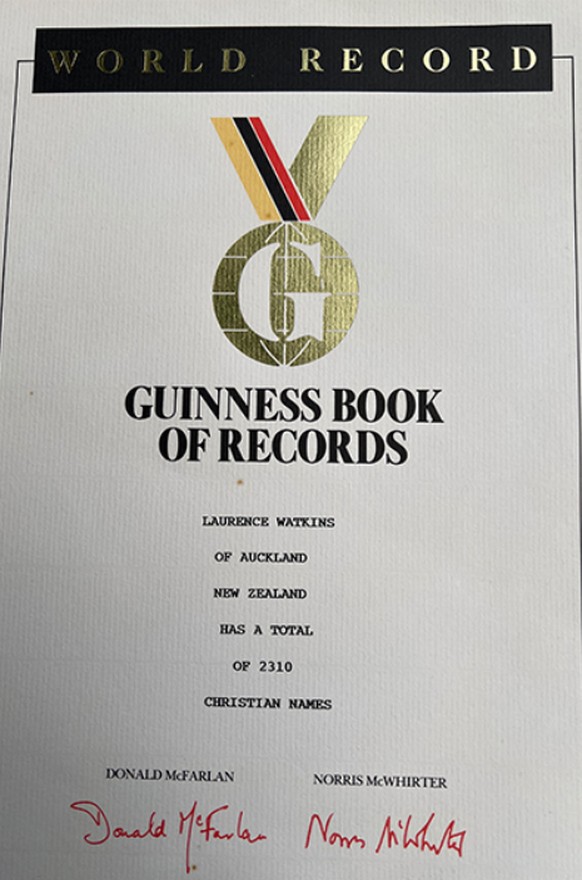 WORLD RECORD
G
GUINNESS BOOK
OF RECORDS
LAURENCE WATKINS
OF AUCKLAND
NEW ZEALAND
HAS A TOTAL
OF 2310
CHRISTIAN NAMES
DONALD McFARLAN NORRIS McWHIRTER
Donald McFarlan Norris McWhirter